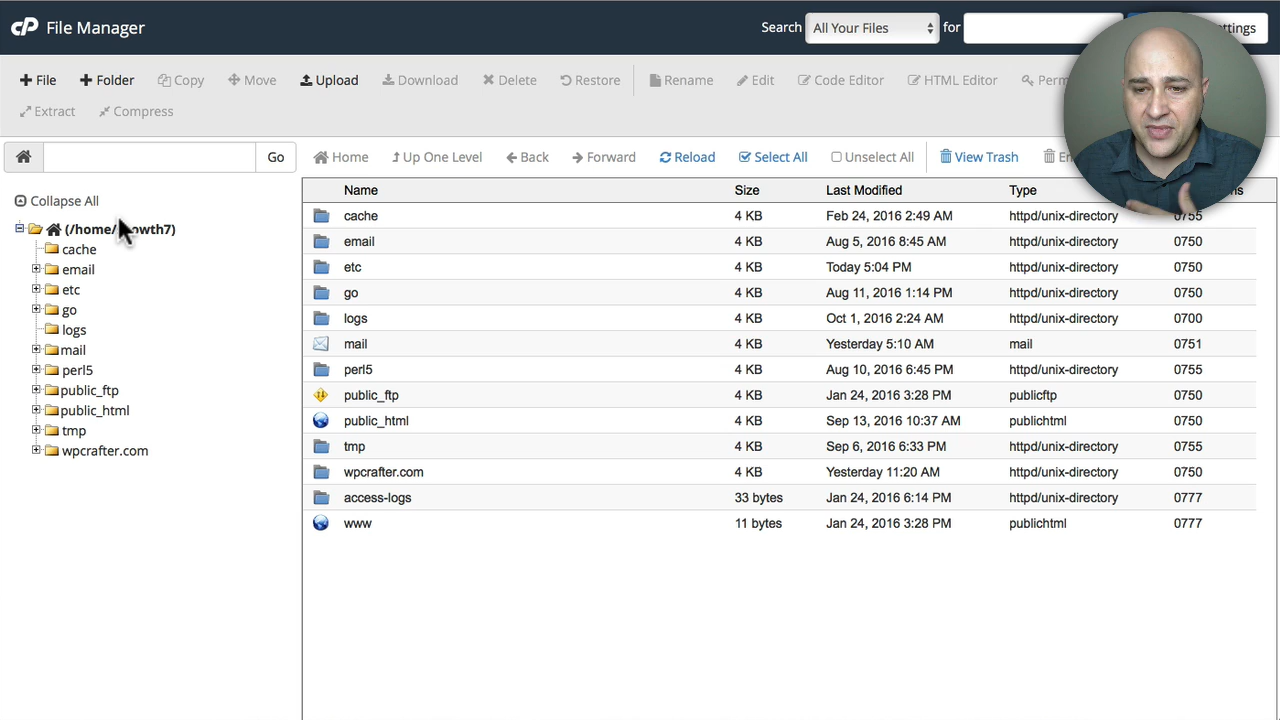 cP File Manager
Search All Your Files for
File Folder Copy Move Upload Download Delete Restore Rename Edit Code Editor HTML Editor
Extract Compress
Go Home Up One Level Back Forward Reload Select All Unselect All View Trash
Collapse All
Name Size Last Modified Type
(/home/
cache
email
etc
go
logs
mail
perl5
public_ftp
public_html
tmp
wpcrafter.com
cache 4 KB Feb 24, 2016 2:49 AM httpd/unix-directory 0755
email 4 KB Aug 5, 2016 8:45 AM httpd/unix-directory 0750
etc 4 KB Today 5:04 PM httpd/unix-directory 0750
go 4 KB Aug 11, 2016 1:14 PM httpd/unix-directory 0750
logs 4 KB Oct 1, 2016 2:24 AM httpd/unix-directory 0700
mail 4 KB Yesterday 5:10 AM mail 0751
perl5 4 KB Aug 10, 2016 6:45 PM httpd/unix-directory 0755
public_ftp 4 KB Jan 24, 2016 3:28 PM publicftp 0750
public_html 4 KB Sep 13, 2016 10:37 AM publichtml 0750
tmp 4 KB Sep 6, 2016 6:33 PM httpd/unix-directory 0755
wpcrafter.com 4 KB Yesterday 11:20 AM httpd/unix-directory 0750
access-logs 33 bytes Jan 24, 2016 6:14 PM httpd/unix-directory 0777
www 11 bytes Jan 24, 2016 3:28 PM publichtml 0777